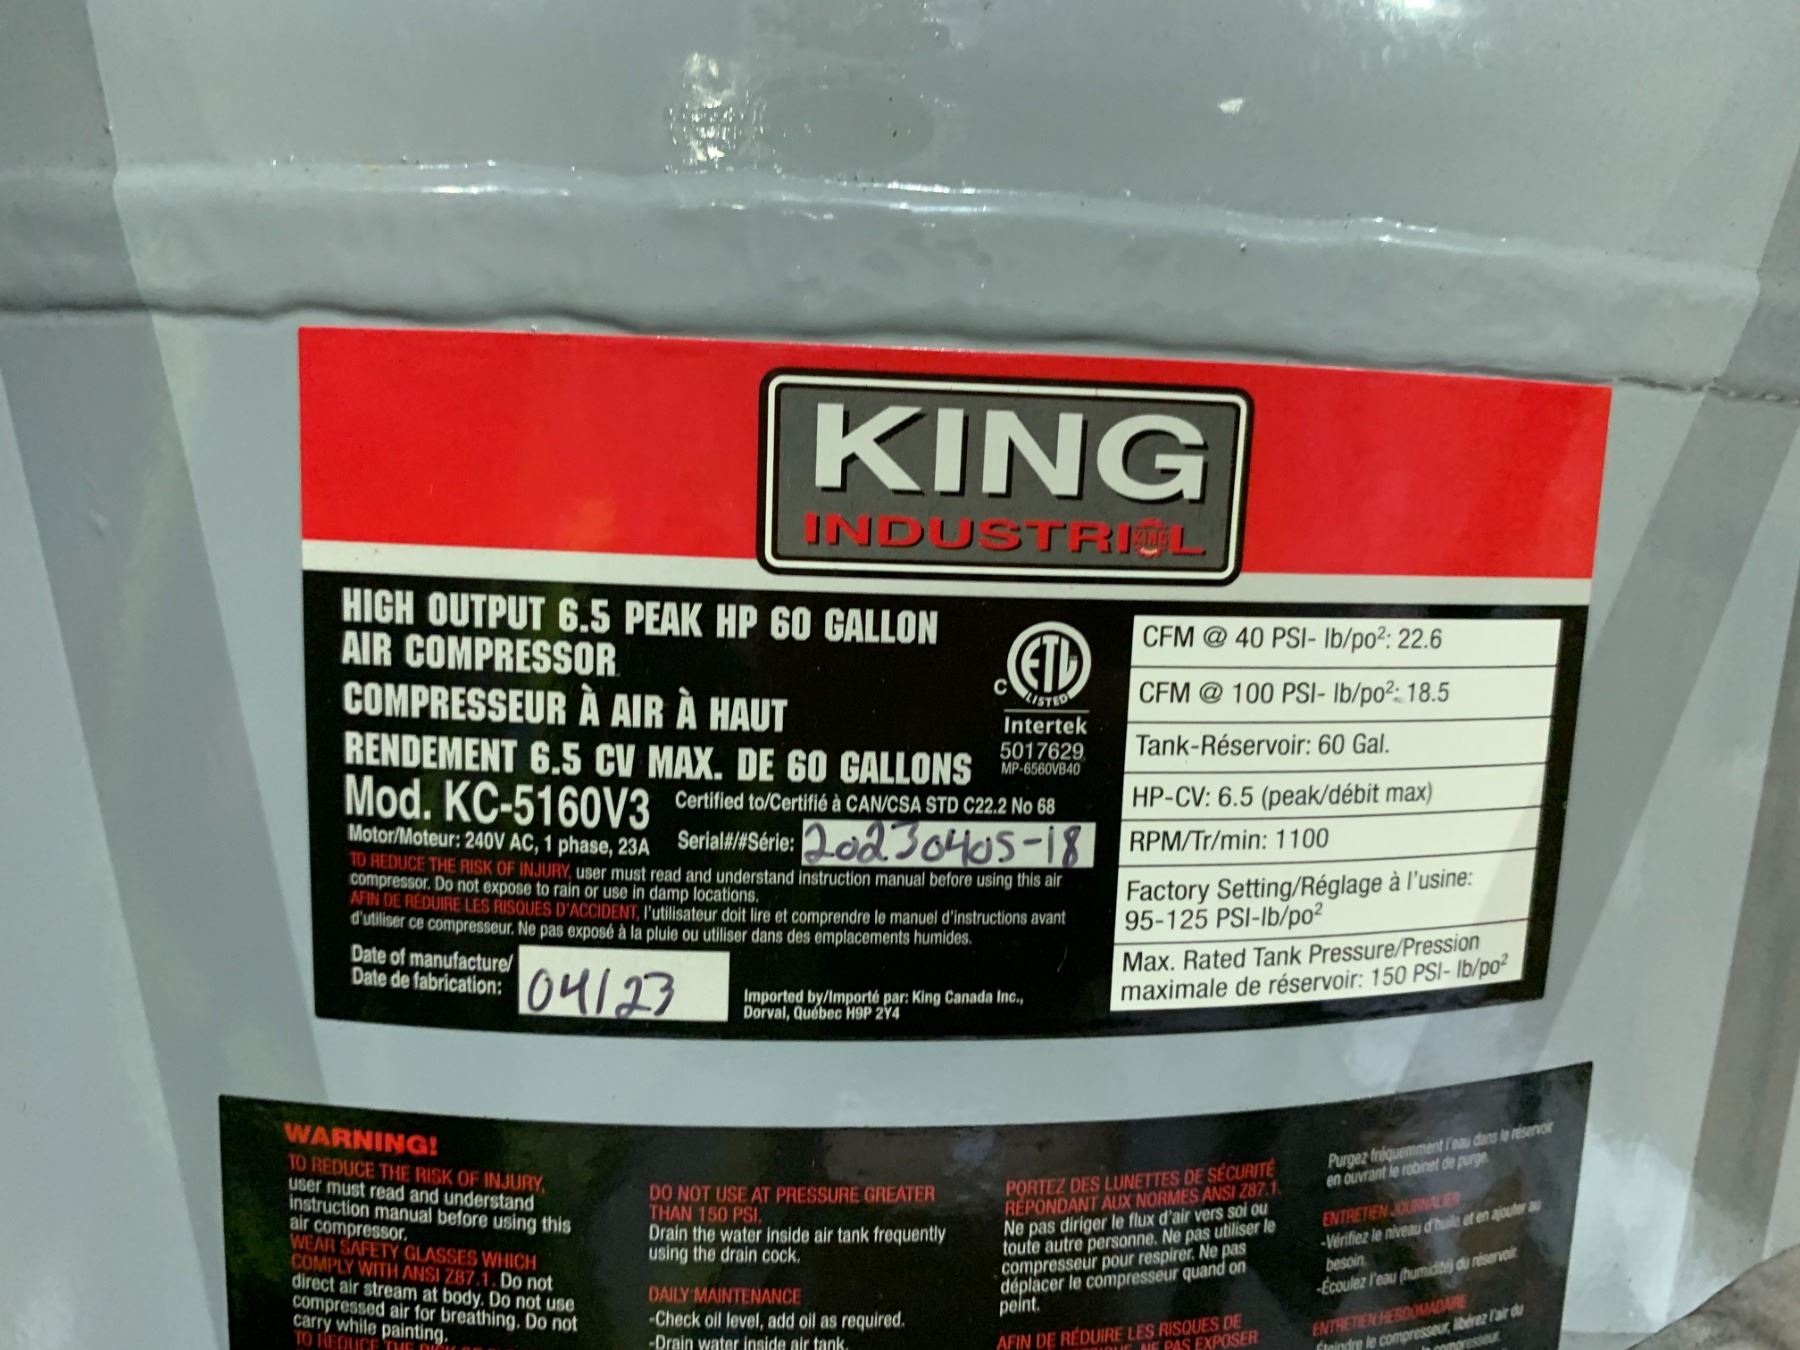 KING
INDUSTRIAL
HIGH OUTPUT 6.5 PEAK HP 60 GALLON
AIR COMPRESSOR
COMPRESSEUR À AIR À HAUT
RENDEMENT 6.5 CV MAX. DE 60 GALLONS
Mod. KC-5160V3
Motor/Moteur: 240V AC, 1 phase, 23A
C
ETL
LISTED
Intertek
5017629
MP-6560VB40
Certified to/Certifié à CAN/CSA STD C22.2 No 68
Serial#/#Série: 20230405-18
TO REDUCE THE RISK OF INJURY, user must read and understand instruction manual before using this air
compressor. Do not expose to rain or use in damp locations.
AFIN DE RÉDUIRE LES RISQUES D'ACCIDENT, l'utilisateur doit lire et comprendre le manuel d'instructions avant
d'utiliser ce compresseur. Ne pas exposé à la pluie ou utiliser dans des emplacements humides.
Date of manufacture/
Date de fabrication: 04/23
Imported by/Importé par: King Canada Inc.,
Dorval, Québec H9P 2Y4
CFM @ 40 PSI- lb/po²: 22.6
CFM @ 100 PSI- lb/po²: 18.5
Tank-Réservoir: 60 Gal.
HP-CV: 6.5 (peak/débit max)
RPM/Tr/min: 1100
Factory Setting/Réglage à l'usine:
95-125 PSI-lb/po²
Max. Rated Tank Pressure/Pression
maximale de réservoir: 150 PSI- lb/po²
WARNING!
TO REDUCE THE RISK OF INJURY,
user must read and understand
instruction manual before using this
air compressor.
WEAR SAFETY GLASSES WHICH
COMPLY WITH ANSI Z87.1. Do not
direct air stream at body. Do not use
compressed air for breathing. Do not
carry while painting.
TO REDUCE THE
DO NOT USE AT PRESSURE GREATER
THAN 150 PSI.
Drain the water inside air tank frequently
using the drain cock.
DAILY MAINTENANCE
-Check oil level, add oil as required.
-Drain water inside air tank.
PORTEZ DES LUNETTES DE SÉCURITÉ
RÉPONDANT AUX NORMES ANSI Z87.1.
Ne pas diriger le flux d'air vers soi ou
toute autre personne. Ne pas utiliser le
compresseur pour respirer. Ne pas
déplacer le compresseur quand on
peint.
AFIN DE RÉDUIRE LES RISQUES DE
NE PAS EXPOSER
Purgez fréquemment l'eau dans le réservoir
en ouvrant le robinet de purge.
ENTRETIEN JOURNALIER
-Vérifiez le niveau d'huile et en ajouter au
besoin.
-Écoulez l'eau (humidité) du réservoir.
ENTRETIEN HEBDOMADAIRE
Éteindre le compresseur, libérez l'air du
compresseur.